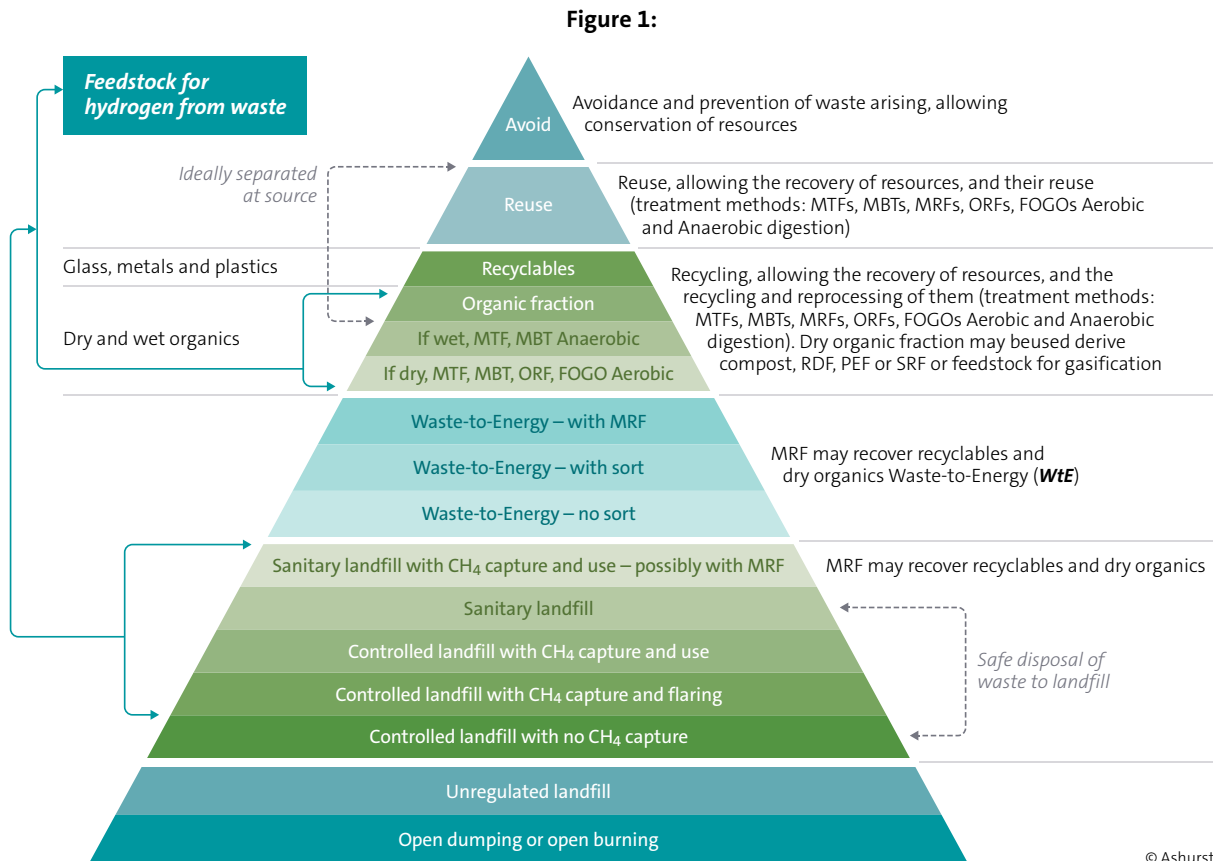 Figure 1:
Feedstock for
hydrogen from waste
Avoid
Avoidance and prevention of waste arising, allowing
conservation of resources
Ideally separated
at source
Reuse
Reuse, allowing the recovery of resources, and their reuse
(treatment methods: MTFs, MBTs, MRFs, ORFs, FOGOs Aerobic
and Anaerobic digestion)
Glass, metals and plastics
Recyclables
Organic fraction
Dry and wet organics
If wet, MTF, MBT Anaerobic
If dry, MTF, MBT, ORF, FOGO Aerobic
Recycling, allowing the recovery of resources, and the
recycling and reprocessing of them (treatment methods:
MTFs, MBTs, MRFs, ORFs, FOGOs Aerobic and Anaerobic
digestion). Dry organic fraction may beused derive
compost, RDF, PEF or SRF or feedstock for gasification
Waste-to-Energy – with MRF
Waste-to-Energy – with sort
Waste-to-Energy – no sort
MRF may recover recyclables and
dry organics Waste-to-Energy (WtE)
Sanitary landfill with CH₄ capture and use – possibly with MRF
MRF may recover recyclables and dry organics
Sanitary landfill
Controlled landfill with CH₄ capture and use
Controlled landfill with CH₄ capture and flaring
Controlled landfill with no CH₄ capture
Safe disposal of
waste to landfill
Unregulated landfill
Open dumping or open burning
© Ashurst